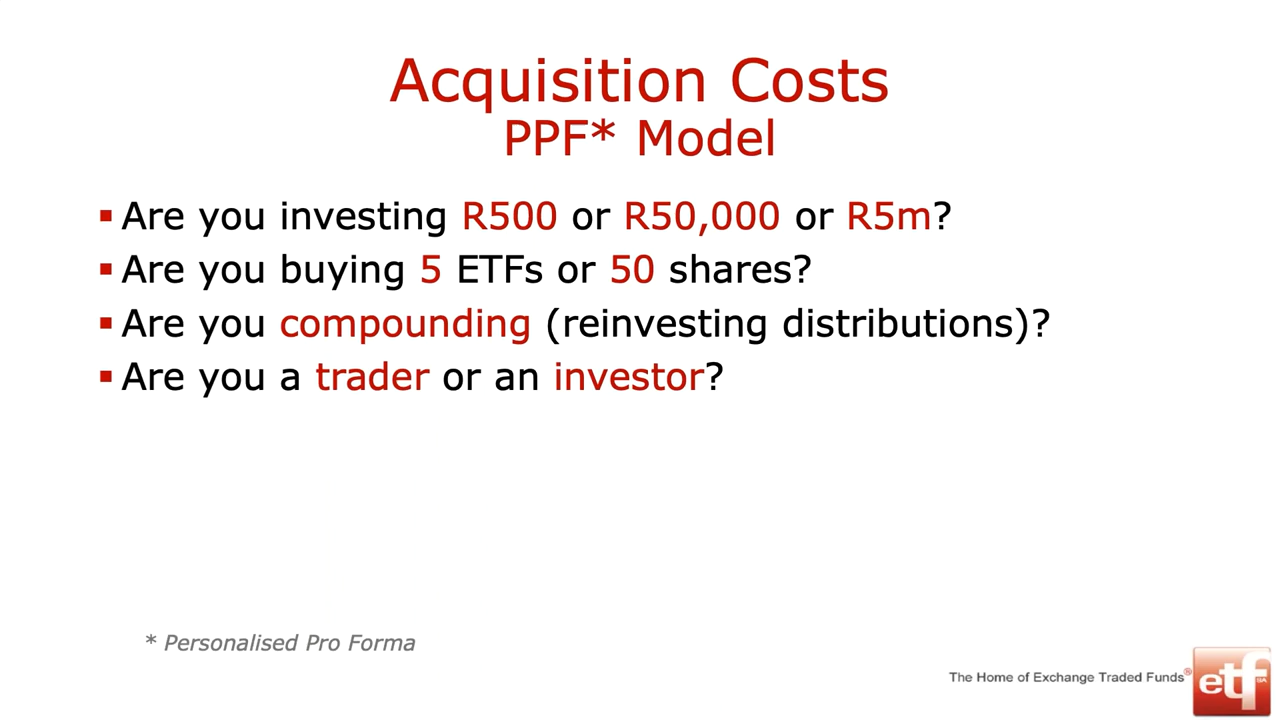 Acquisition Costs
PPF* Model
▪ Are you investing R500 or R50,000 or R5m?
▪ Are you buying 5 ETFs or 50 shares?
▪ Are you compounding (reinvesting distributions)?
▪ Are you a trader or an investor?
* Personalised Pro Forma
The Home of Exchange Traded Funds®
etf
SA